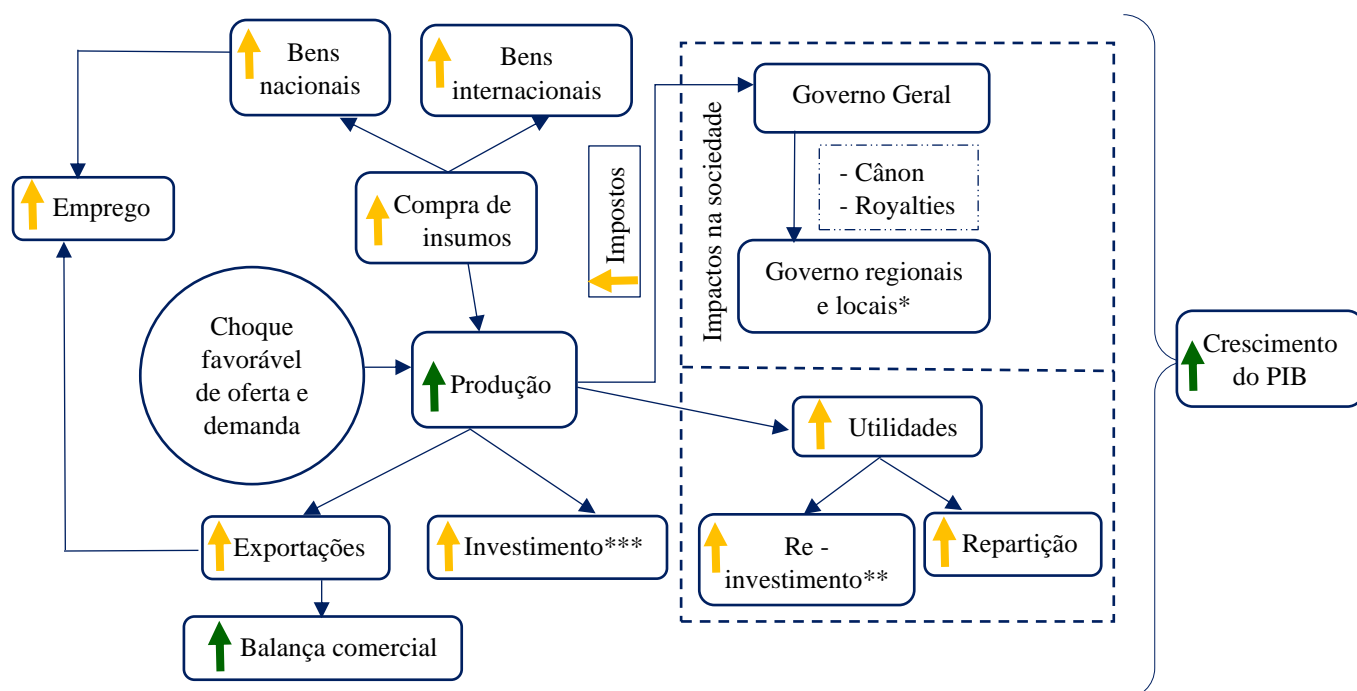 Bens
nacionais
Bens
internacionais
Governo Geral
- Cânon
- Royalties
Impostos
Impactos na sociedade
Emprego
Compra de
insumos
Governo regionais
e locais*
Choque
favorável
de oferta e
demanda
Produção
Crescimento
do PIB
Utilidades
Exportações
Investimento***
Re -
investimento**
Repartição
Balança comercial